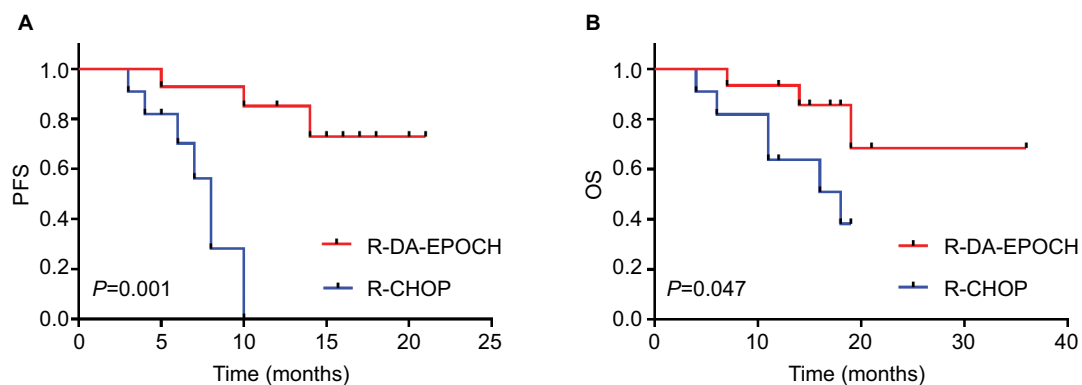 A
PFS
1.0
0.8
0.6
0.4
0.2
0.0
R-DA-EPOCH
R-CHOP
P=0.001
0 5 10 15 20 25
Time (months)
B
OS
1.0
0.8
0.6
0.4
0.2
0.0
R-DA-EPOCH
R-CHOP
P=0.047
0 10 20 30 40
Time (months)